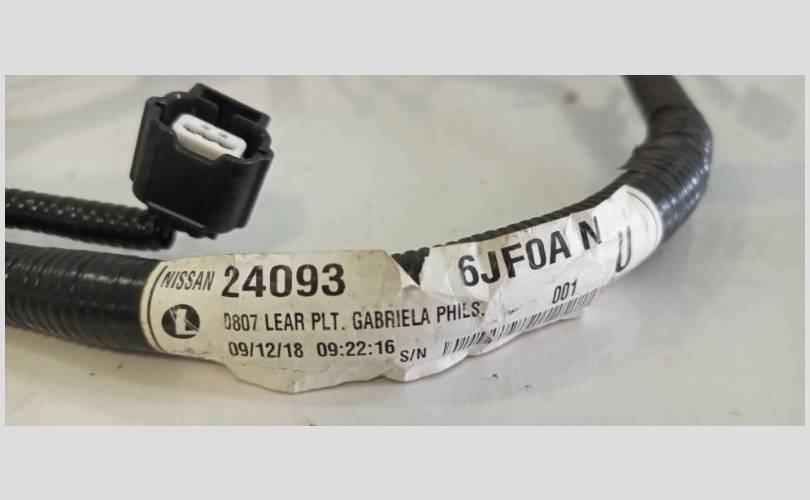 NISSAN 24093 6JF0A N U
0807 LEAR PLT. GABRIELA PHILS. 001
09/12/18 09:22:16 S/N